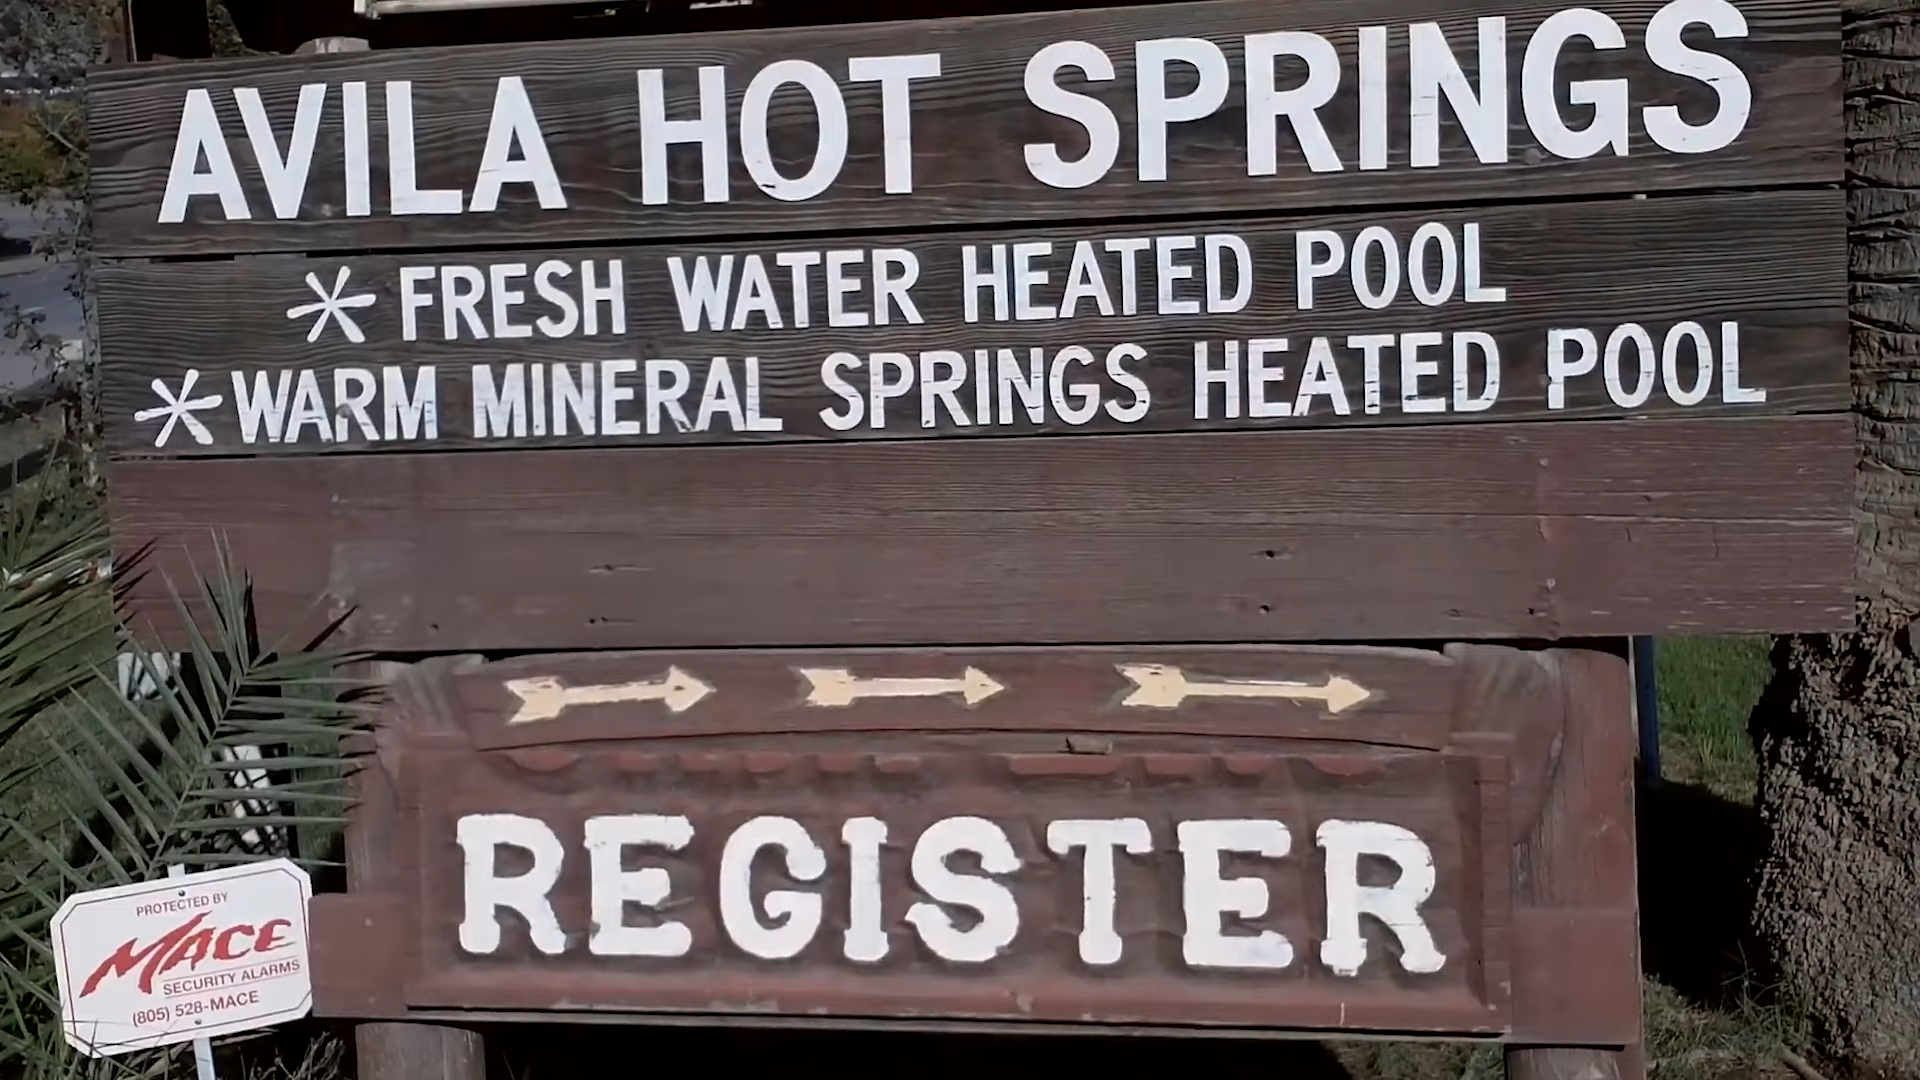 AVILA HOT SPRINGS
* FRESH WATER HEATED POOL
* WARM MINERAL SPRINGS HEATED POOL
REGISTER
PROTECTED BY
MACE
SECURITY ALARMS
(805) 528-MACE